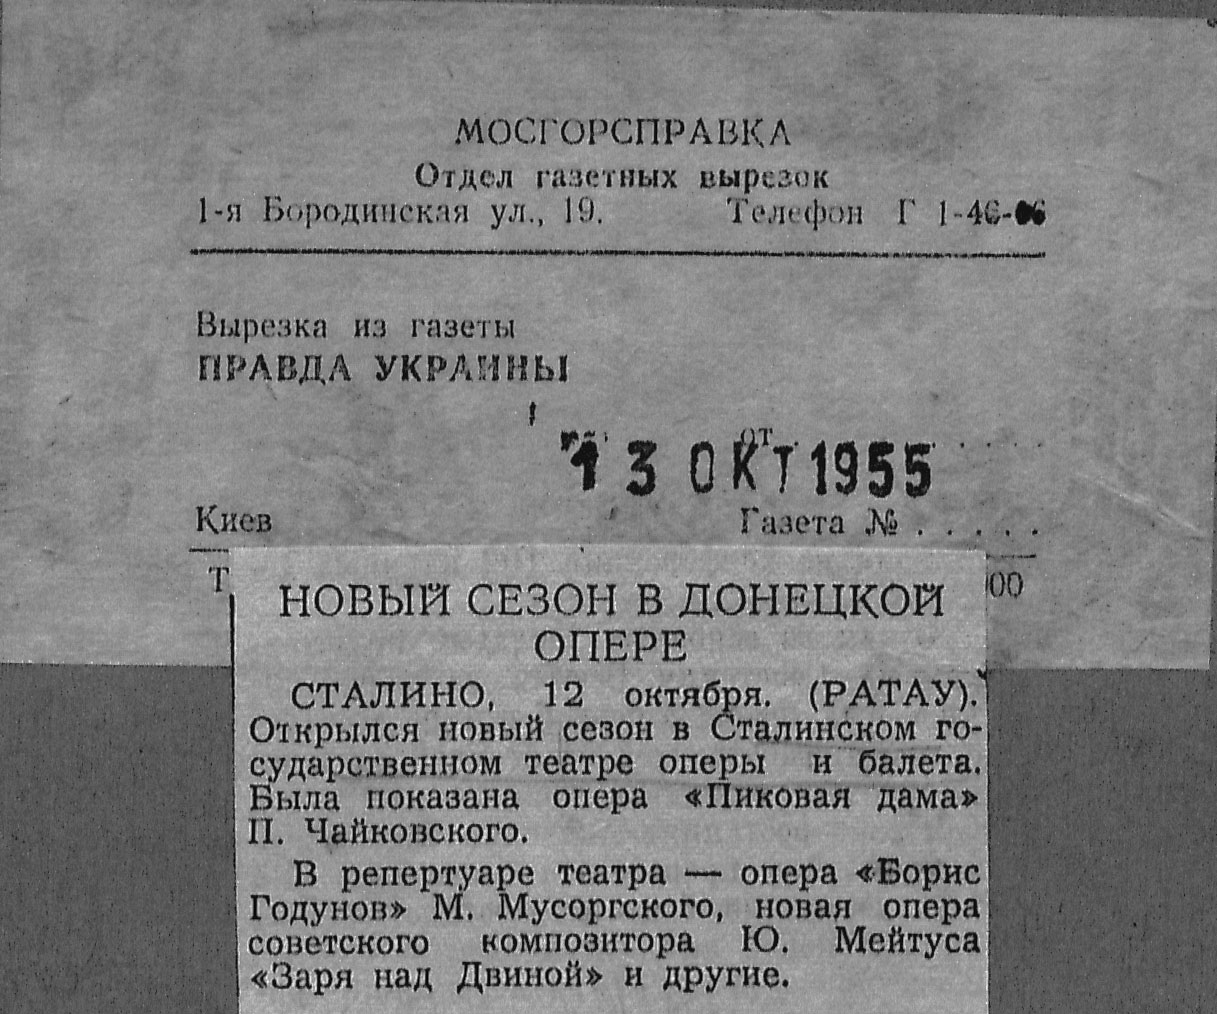 МОСГОРСПРАВКА
Отдел газетных вырезок
1-я Бородинская ул., 19. Телефон Г 1-46-
Вырезка из газеты
ПРАВДА УКРАИНЫ
от
13 ОКТ 1955
Киев Газета № . . . . .
Т 00
НОВЫЙ СЕЗОН В ДОНЕЦКОЙ
ОПЕРЕ
СТАЛИНО, 12 октября. (РАТАУ).
Открылся новый сезон в Сталинском го-
сударственном театре оперы и балета.
Была показана опера «Пиковая дама»
П. Чайковского.
В репертуаре театра — опера «Борис
Годунов» М. Мусоргского, новая опера
советского композитора Ю. Мейтуса
«Заря над Двиной» и другие.